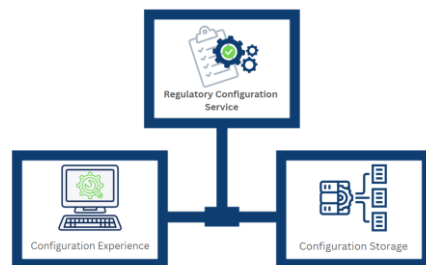 Regulatory Configuration
Service
Configuration Experience
Configuration Storage